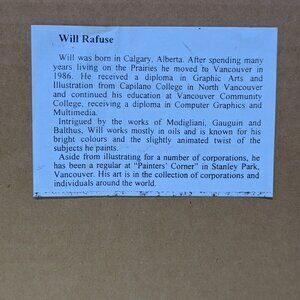 Will Rafuse
Will was born in Calgary, Alberta. After spending many
years living on the Prairies he moved to Vancouver in
1986. He received a diploma in Graphic Arts and
Illustration from Capilano College in North Vancouver
and continued his education at Vancouver Community
College, receiving a diploma in Computer Graphics and
Multimedia.
Intrigued by the works of Modigliani, Gauguin and
Balthus, Will works mostly in oils and is known for his
bright colours and the slightly animated twist of the
subjects he paints.
Aside from illustrating for a number of corporations, he
has been a regular at "Painters' Corner" in Stanley Park,
Vancouver. His art is in the collection of corporations and
individuals around the world.